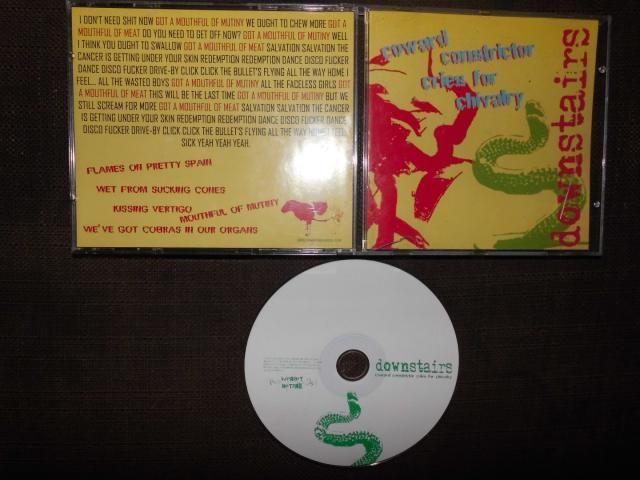 I DON'T NEED SHIT NOW GOT A MOUTHFUL OF MUTINY WE OUGHT TO CHEW MORE GOT A
MOUTHFUL OF MEAT DO YOU NEED TO GET OFF NOW? GOT A MOUTHFUL OF MUTINY WELL
I THINK YOU OUGHT TO SWALLOW GOT A MOUTHFUL OF MEAT SALVATION SALVATION THE
CANCER IS GETTING UNDER YOUR SKIN REDEMPTION REDEMPTION DANCE DISCO FUCKER
DANCE DISCO FUCKER DRIVE-BY CLICK CLICK THE BULLET'S FLYING ALL THE WAY HOME I
FEEL... ALL THE WASTED BOYS GOT A MOUTHFUL OF MUTINY ALL THE FACELESS GIRLS GOT
A MOUTHFUL OF MEAT THIS WILL BE THE LAST TIME GOT A MOUTHFUL OF MUTINY BUT WE
STILL SCREAM FOR MORE GOT A MOUTHFUL OF MEAT SALVATION SALVATION THE CANCER
IS GETTING UNDER YOUR SKIN REDEMPTION REDEMPTION DANCE DISCO FUCKER DANCE
DISCO FUCKER DRIVE-BY CLICK CLICK THE BULLET'S FLYING ALL THE WAY HOME I FEEL
SICK YEAH YEAH YEAH.
FLAMES ON PRETTY SPAIN
WET FROM SUCKING CONES
KISSING VERTIGO
MOUTHFUL OF MUTINY
WE'VE GOT COBRAS IN OUR ORGANS
coward
constrictor
cries for
chivalry
downstairs
downstairs
coward constrictor cries for chivalry